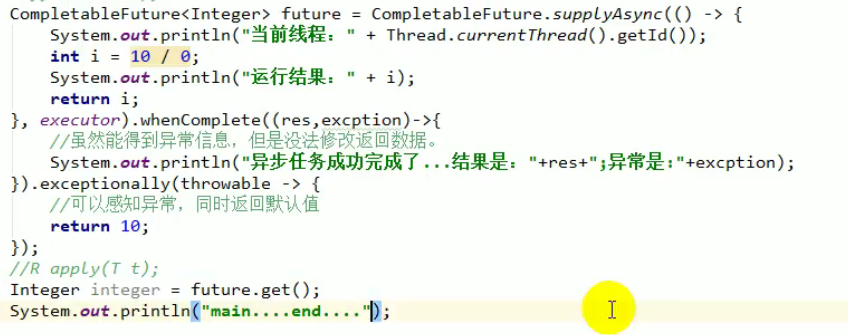 CompletableFuture<Integer> future = CompletableFuture.supplyAsync(() -> {
    System.out.println("当前线程：" + Thread.currentThread().getId());
    int i = 10 / 0;
    System.out.println("运行结果：" + i);
    return i;
}, executor).whenComplete((res,excption)->{
    //虽然能得到异常信息，但是没法修改返回数据。
    System.out.println("异步任务成功完成了...结果是："+res+";异常是:"+excption);
}).exceptionally(throwable -> {
    //可以感知异常，同时返回默认值
    return 10;
});
//R apply(T t);
Integer integer = future.get();
System.out.println("main....end....");